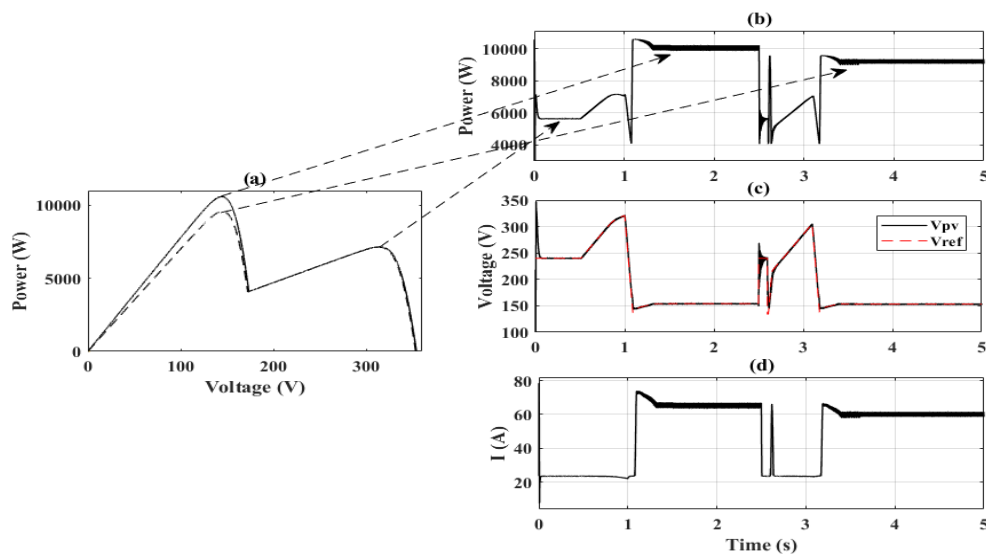 (b)
Power (W)
10000
8000
6000
4000
0 1 2 3 4 5
(a)
Power (W)
10000
5000
0
0 100 200 300
Voltage (V)
(c)
Voltage (V)
350
300
250
200
150
100
Vpv
Vref
0 1 2 3 4 5
(d)
I (A)
80
60
40
20
0 1 2 3 4 5
Time (s)